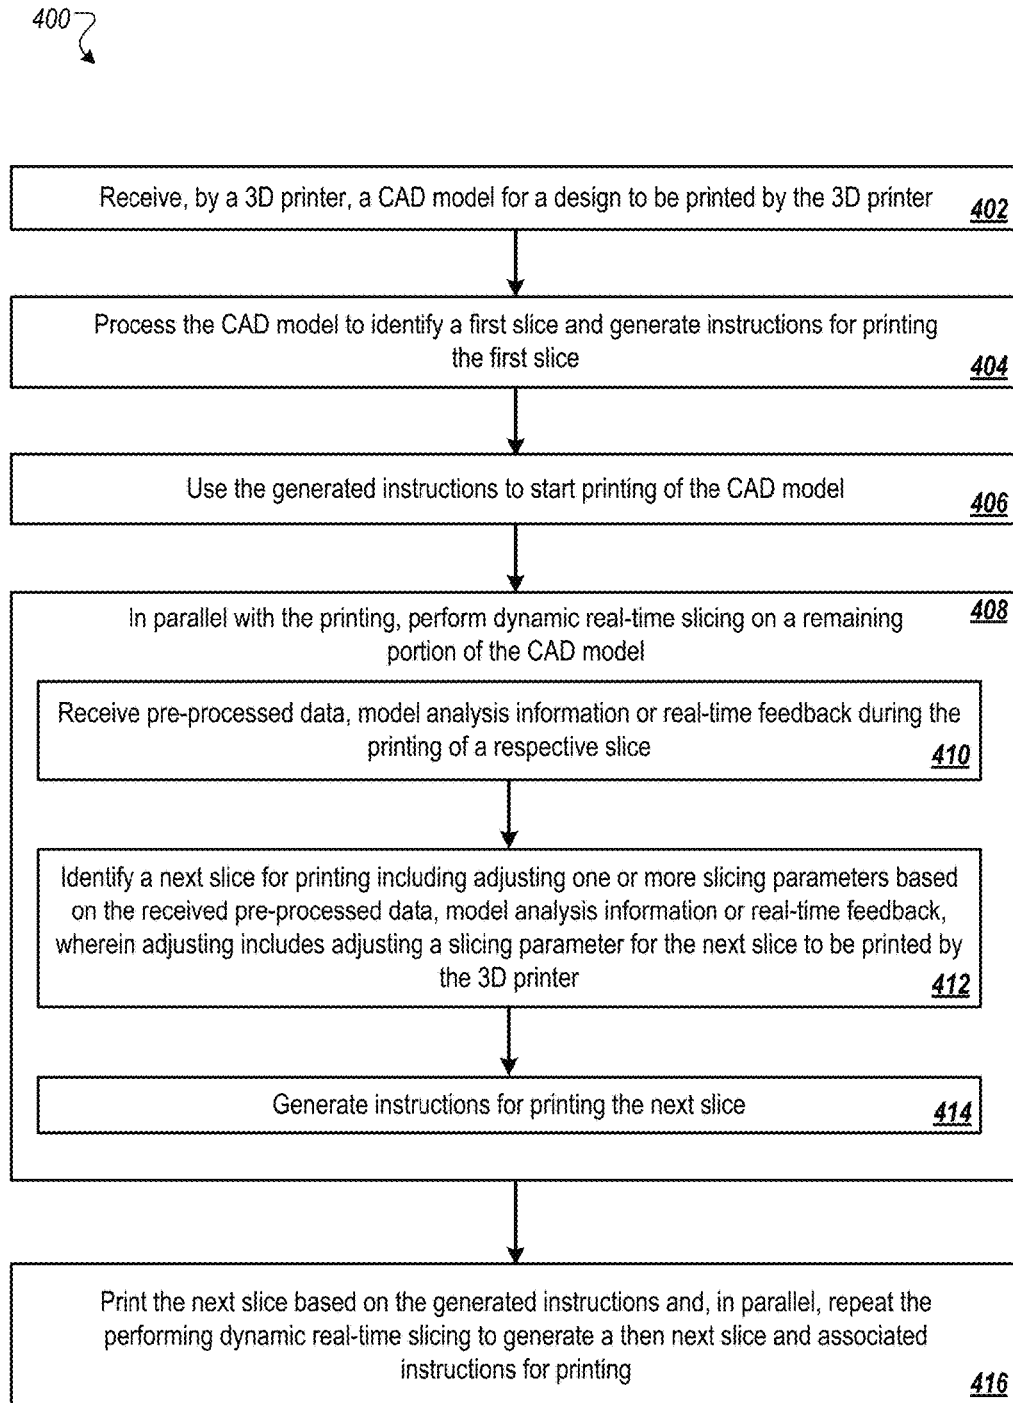 400
Receive, by a 3D printer, a CAD model for a design to be printed by the 3D printer
402
Process the CAD model to identify a first slice and generate instructions for printing
the first slice
404
Use the generated instructions to start printing of the CAD model
406
408
In parallel with the printing, perform dynamic real-time slicing on a remaining
portion of the CAD model
Receive pre-processed data, model analysis information or real-time feedback during the
printing of a respective slice
410
Identify a next slice for printing including adjusting one or more slicing parameters based
on the received pre-processed data, model analysis information or real-time feedback,
wherein adjusting includes adjusting a slicing parameter for the next slice to be printed by
the 3D printer
412
Generate instructions for printing the next slice
414
Print the next slice based on the generated instructions and, in parallel, repeat the
performing dynamic real-time slicing to generate a then next slice and associated
instructions for printing
416